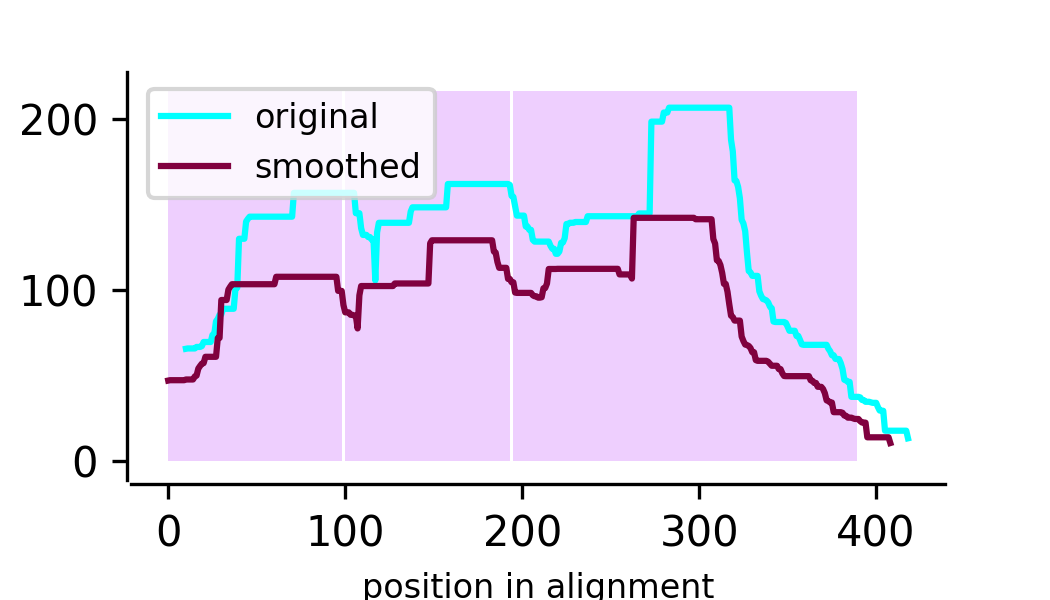 original
smoothed
200
100
0
0 100 200 300 400
position in alignment